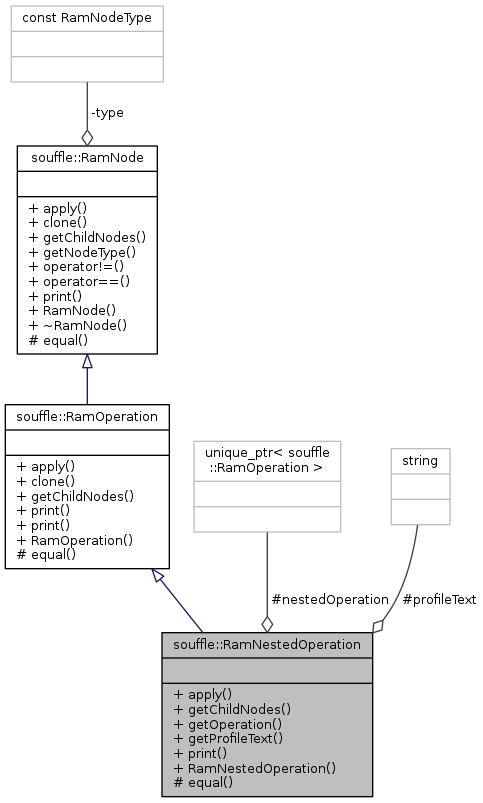 const RamNodeType
-type
souffle::RamNode
+ apply()
+ clone()
+ getChildNodes()
+ getNodeType()
+ operator!=()
+ operator==()
+ print()
+ RamNode()
+ ~RamNode()
# equal()
souffle::RamOperation
+ apply()
+ clone()
+ getChildNodes()
+ print()
+ print()
+ RamOperation()
# equal()
unique_ptr< souffle
::RamOperation >
string
#nestedOperation
#profileText
souffle::RamNestedOperation
+ apply()
+ getChildNodes()
+ getOperation()
+ getProfileText()
+ print()
+ RamNestedOperation()
# equal()